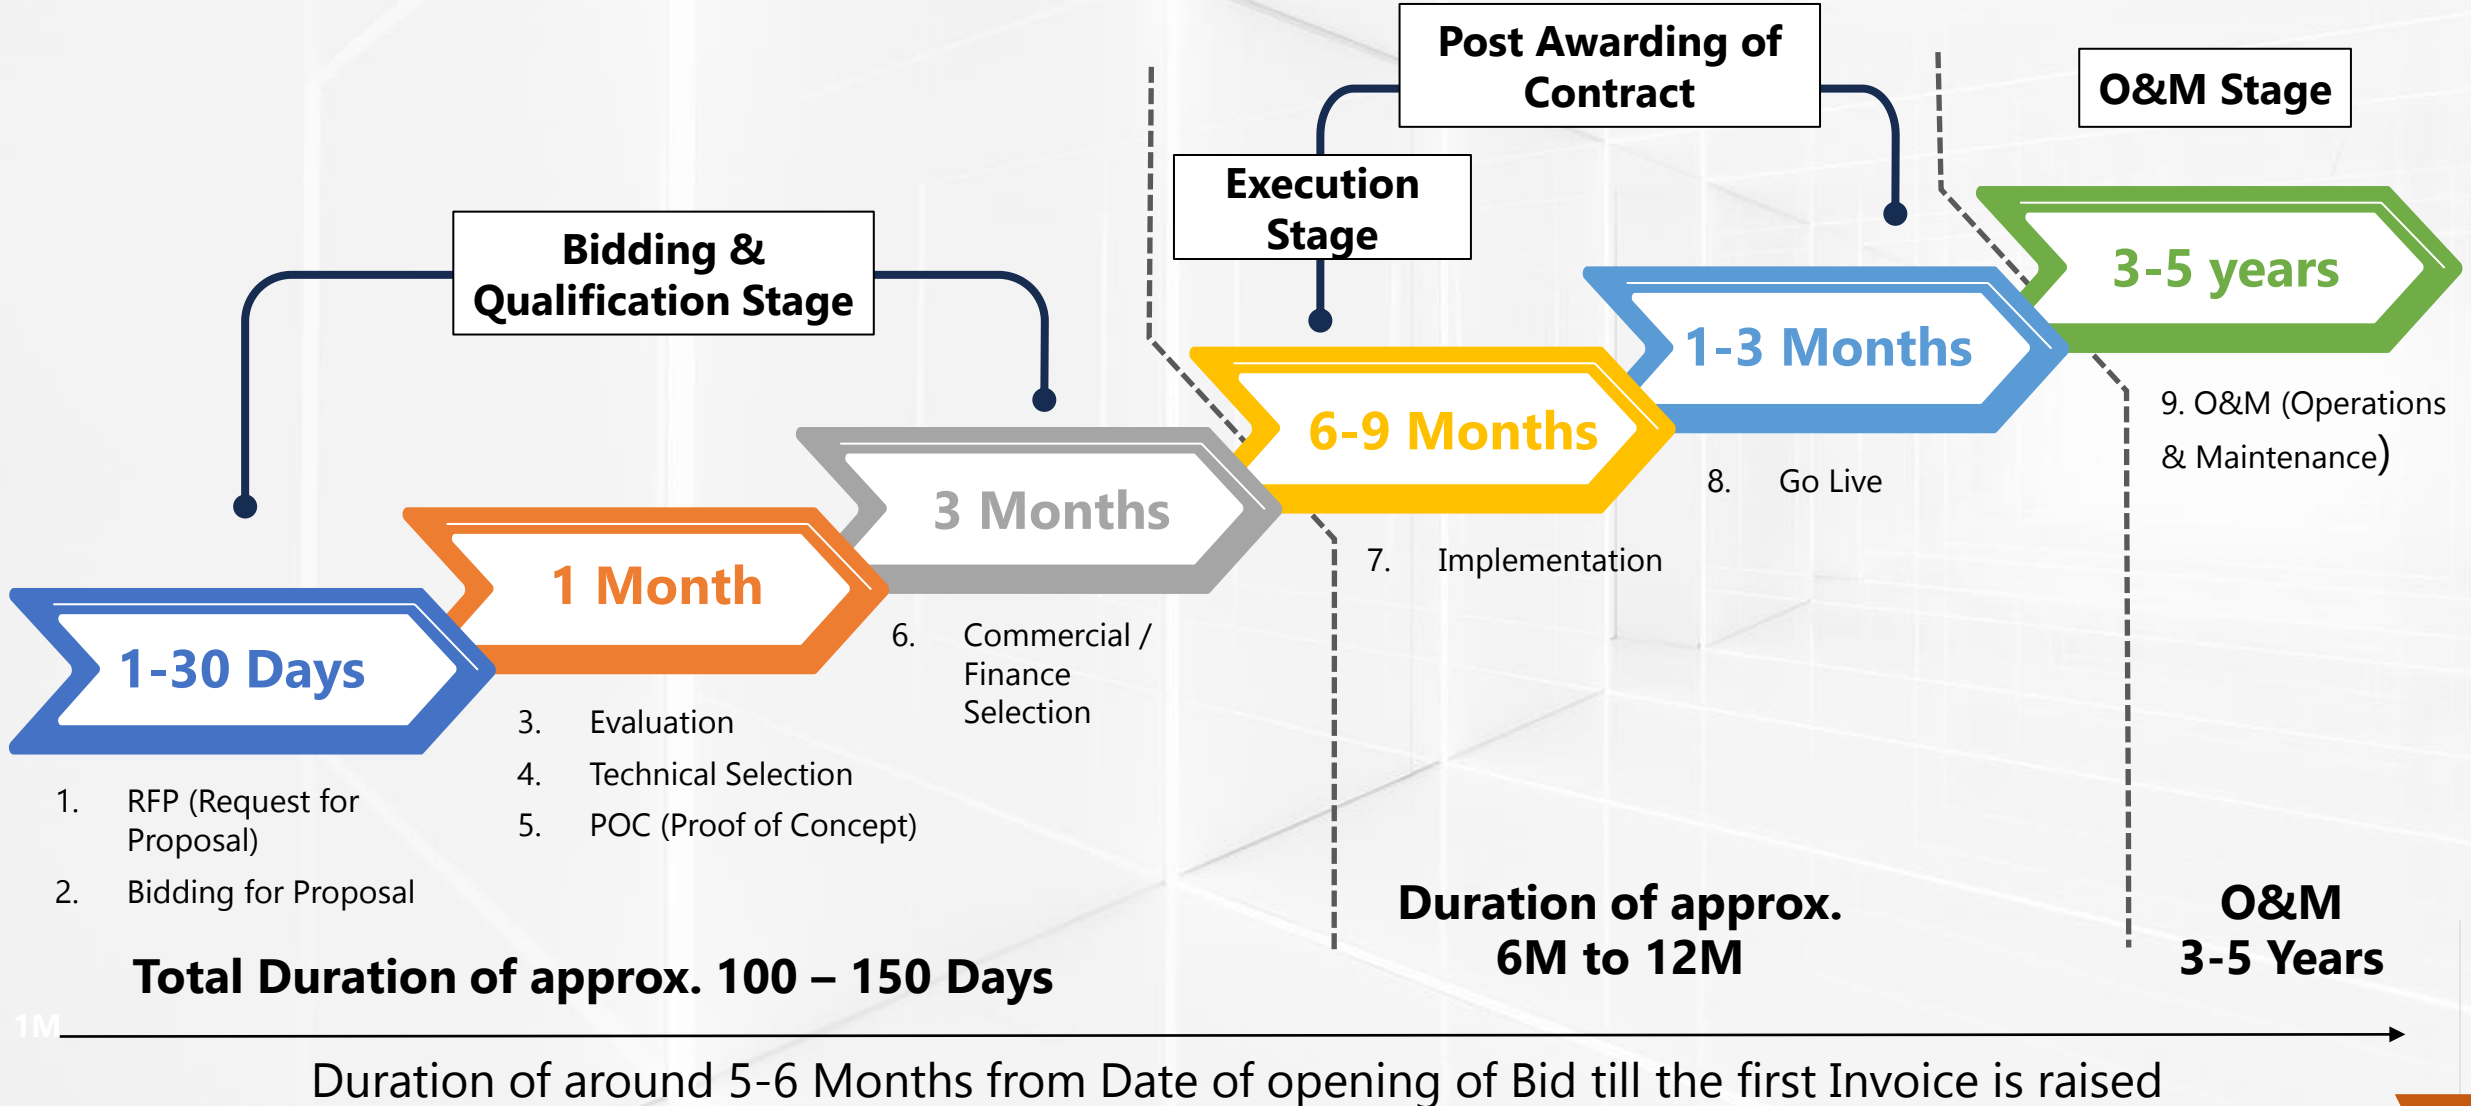 Post Awarding of
Contract
O&M Stage
Execution
Stage
Bidding &
Qualification Stage
3-5 years
1-3 Months
6-9 Months
3 Months
1 Month
1-30 Days
9. O&M (Operations
& Maintenance)
8. Go Live
7. Implementation
6. Commercial /
Finance
Selection
3. Evaluation
4. Technical Selection
5. POC (Proof of Concept)
1. RFP (Request for
Proposal)
2. Bidding for Proposal
Total Duration of approx. 100 – 150 Days
Duration of approx.
6M to 12M
O&M
3-5 Years
1M
Duration of around 5-6 Months from Date of opening of Bid till the first Invoice is raised